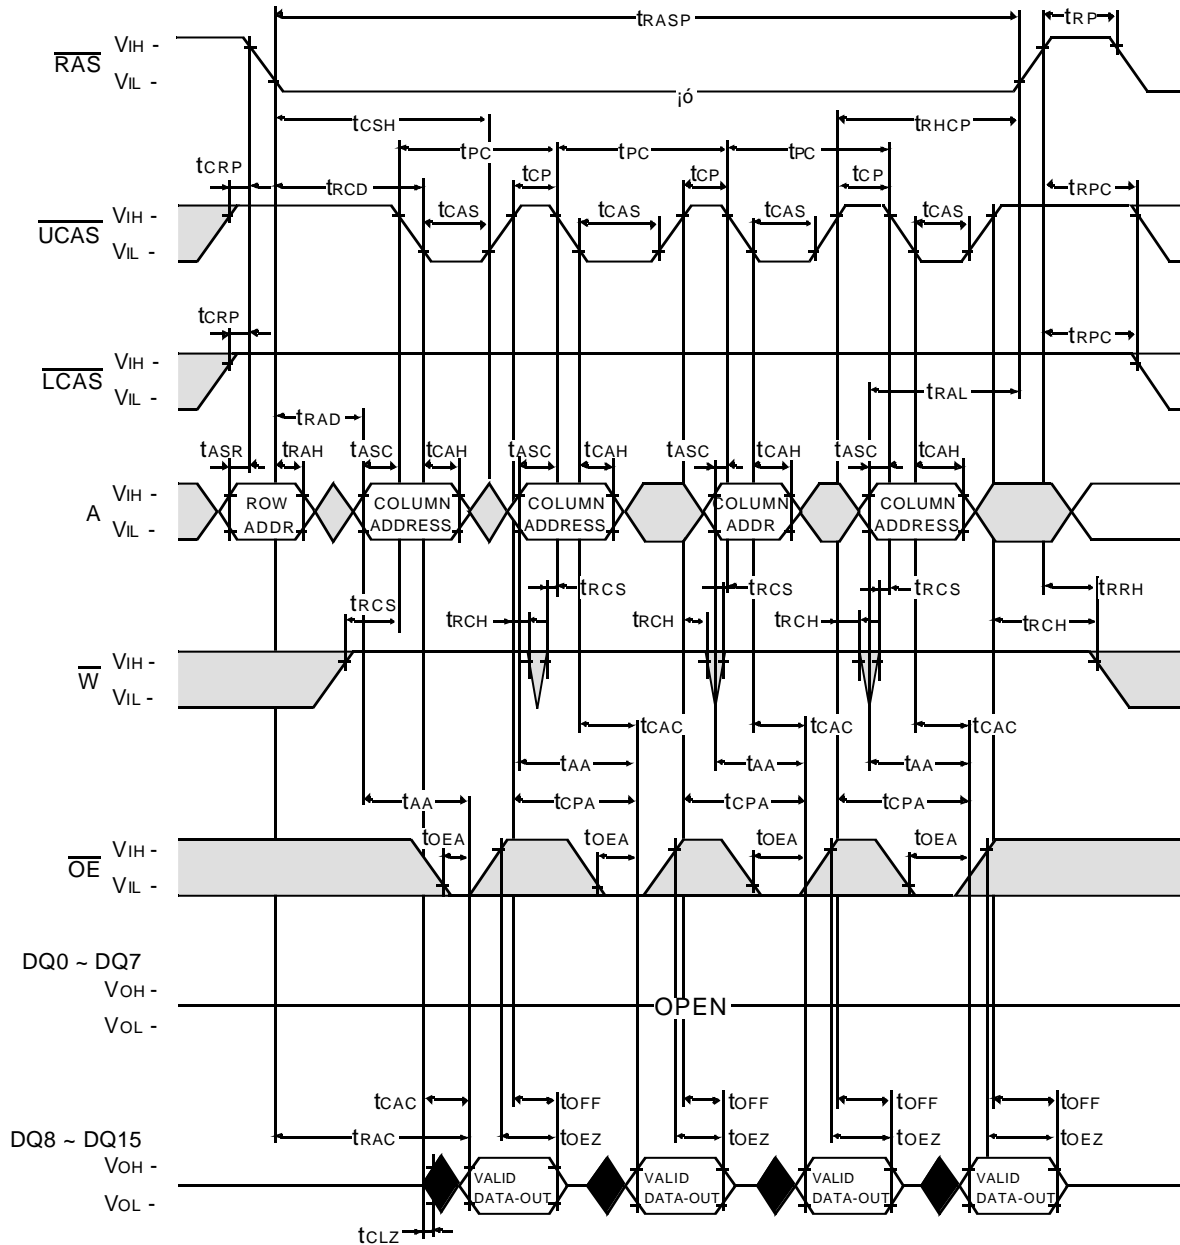 tRASP tRP
RAS VIH -
VIL -
¡ó
tCSH tRHCP
tPC tPC tPC
tCRP tRCD tCP tCP tCP tRPC
tCAS tCAS tCAS tCAS
UCAS VIH -
VIL -
tCRP tRPC
LCAS VIH -
VIL -
tRAL
tRAD
tASR tRAH tASC tCAH tASC tCAH tASC tCAH tASC tCAH
A VIH -
VIL -
ROW ADDR
COLUMN ADDRESS
COLUMN ADDRESS
COLUMN ADDR
COLUMN ADDRESS
tRCS tRCS tRCS tRCS tRRH
tRCH tRCH tRCH tRCH
W VIH -
VIL -
tCAC tCAC tCAC
tAA tAA tAA
tAA tCPA tCPA tCPA
tOEA tOEA tOEA tOEA
OE VIH -
VIL -
DQ0 ~ DQ7
VOH -
VOL -
OPEN
tCAC tOFF tOFF tOFF tOFF
DQ8 ~ DQ15
tRAC tOEZ tOEZ tOEZ tOEZ
VOH -
VOL -
VALID DATA-OUT
VALID DATA-OUT
VALID DATA-OUT
VALID DATA-OUT
tCLZ